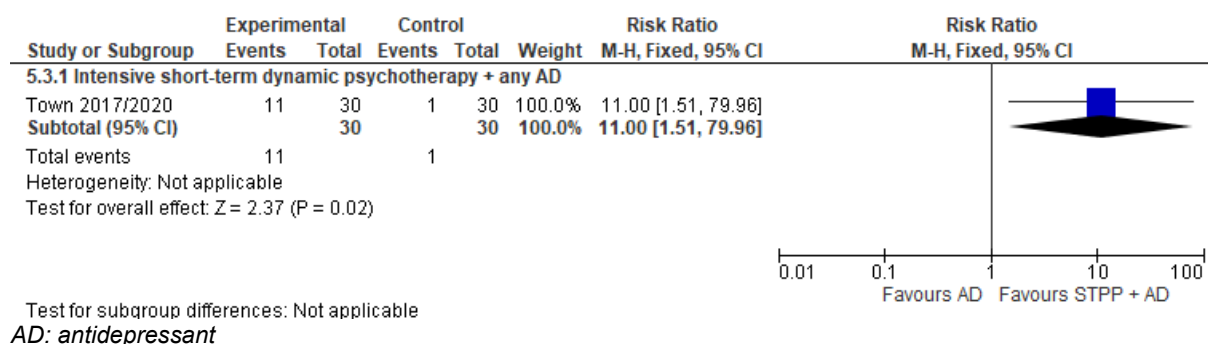 Experimental Control Risk Ratio Risk Ratio
Study or Subgroup Events Total Events Total Weight M-H, Fixed, 95% CI M-H, Fixed, 95% CI
5.3.1 Intensive short-term dynamic psychotherapy + any AD
Town 2017/2020 11 30 1 30 100.0% 11.00 [1.51, 79.96]
Subtotal (95% CI) 30 30 100.0% 11.00 [1.51, 79.96]
Total events 11 1
Heterogeneity: Not applicable
Test for overall effect: Z = 2.37 (P = 0.02)
0.01 0.1 1 10 100
Favours AD Favours STPP + AD
Test for subgroup differences: Not applicable
AD: antidepressant